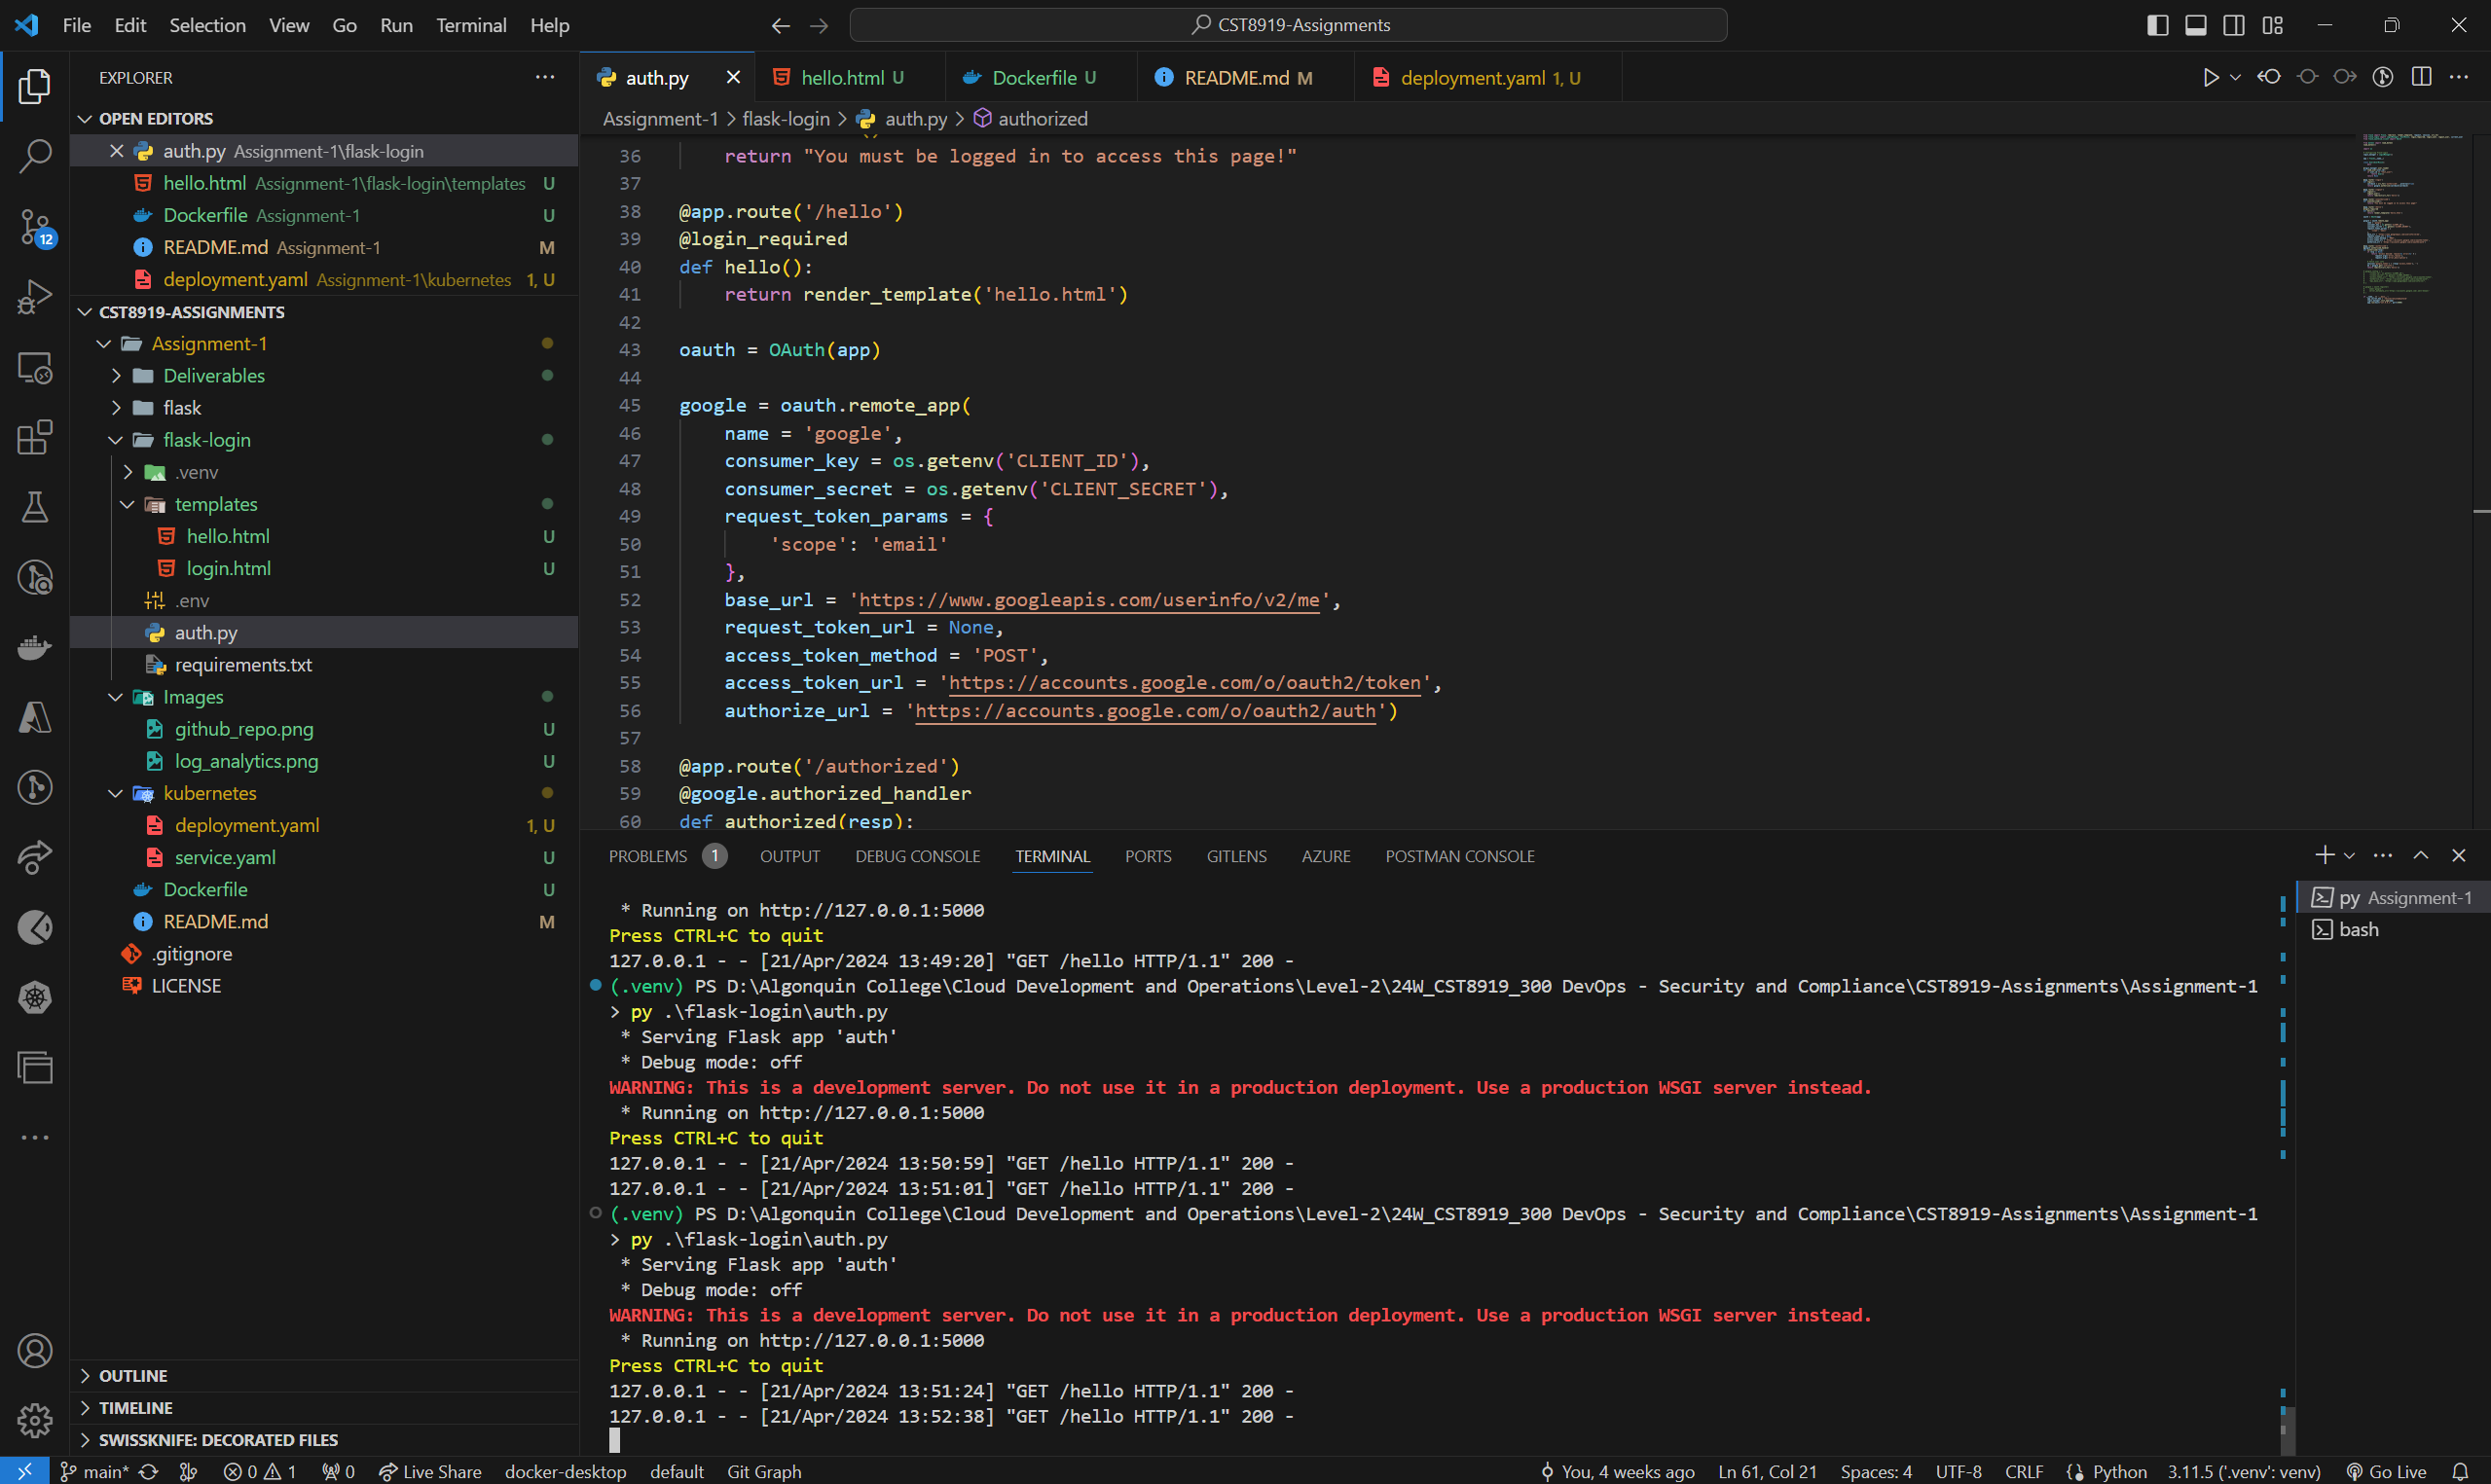 File Edit Selection View Go Run Terminal Help
CST8919-Assignments
EXPLORER
OPEN EDITORS
auth.py Assignment-1\flask-login
hello.html Assignment-1\flask-login\templates U
Dockerfile Assignment-1 U
README.md Assignment-1 M
deployment.yaml Assignment-1\kubernetes 1, U
CST8919-ASSIGNMENTS
Assignment-1
Deliverables
flask
flask-login
.venv
templates
hello.html U
login.html U
.env
auth.py
requirements.txt
Images
github_repo.png U
log_analytics.png U
kubernetes
deployment.yaml 1, U
service.yaml U
Dockerfile U
README.md M
.gitignore
LICENSE
OUTLINE
TIMELINE
SWISSKNIFE: DECORATED FILES
12
auth.py hello.html U Dockerfile U README.md M deployment.yaml 1, U
Assignment-1 > flask-login > auth.py > authorized
36 return "You must be logged in to access this page!"
37
38 @app.route('/hello')
39 @login_required
40 def hello():
41 return render_template('hello.html')
42
43 oauth = OAuth(app)
44
45 google = oauth.remote_app(
46 name = 'google',
47 consumer_key = os.getenv('CLIENT_ID'),
48 consumer_secret = os.getenv('CLIENT_SECRET'),
49 request_token_params = {
50 'scope': 'email'
51 },
52 base_url = 'https://www.googleapis.com/userinfo/v2/me',
53 request_token_url = None,
54 access_token_method = 'POST',
55 access_token_url = 'https://accounts.google.com/o/oauth2/token',
56 authorize_url = 'https://accounts.google.com/o/oauth2/auth')
57
58 @app.route('/authorized')
59 @google.authorized_handler
60 def authorized(resp):
PROBLEMS 1 OUTPUT DEBUG CONSOLE TERMINAL PORTS GITLENS AZURE POSTMAN CONSOLE
* Running on http://127.0.0.1:5000
Press CTRL+C to quit
127.0.0.1 - - [21/Apr/2024 13:49:20] "GET /hello HTTP/1.1" 200 -
(.venv) PS D:\Algonquin College\Cloud Development and Operations\Level-2\24W_CST8919_300 DevOps - Security and Compliance\CST8919-Assignments\Assignment-1
> py .\flask-login\auth.py
* Serving Flask app 'auth'
* Debug mode: off
WARNING: This is a development server. Do not use it in a production deployment. Use a production WSGI server instead.
* Running on http://127.0.0.1:5000
Press CTRL+C to quit
127.0.0.1 - - [21/Apr/2024 13:50:59] "GET /hello HTTP/1.1" 200 -
127.0.0.1 - - [21/Apr/2024 13:51:01] "GET /hello HTTP/1.1" 200 -
(.venv) PS D:\Algonquin College\Cloud Development and Operations\Level-2\24W_CST8919_300 DevOps - Security and Compliance\CST8919-Assignments\Assignment-1
> py .\flask-login\auth.py
* Serving Flask app 'auth'
* Debug mode: off
WARNING: This is a development server. Do not use it in a production deployment. Use a production WSGI server instead.
* Running on http://127.0.0.1:5000
Press CTRL+C to quit
127.0.0.1 - - [21/Apr/2024 13:51:24] "GET /hello HTTP/1.1" 200 -
127.0.0.1 - - [21/Apr/2024 13:52:38] "GET /hello HTTP/1.1" 200 -
py Assignment-1
bash
main* 0 1 0 Live Share docker-desktop default Git Graph You, 4 weeks ago Ln 61, Col 21 Spaces: 4 UTF-8 CRLF Python 3.11.5 ('.venv': venv) Go Live